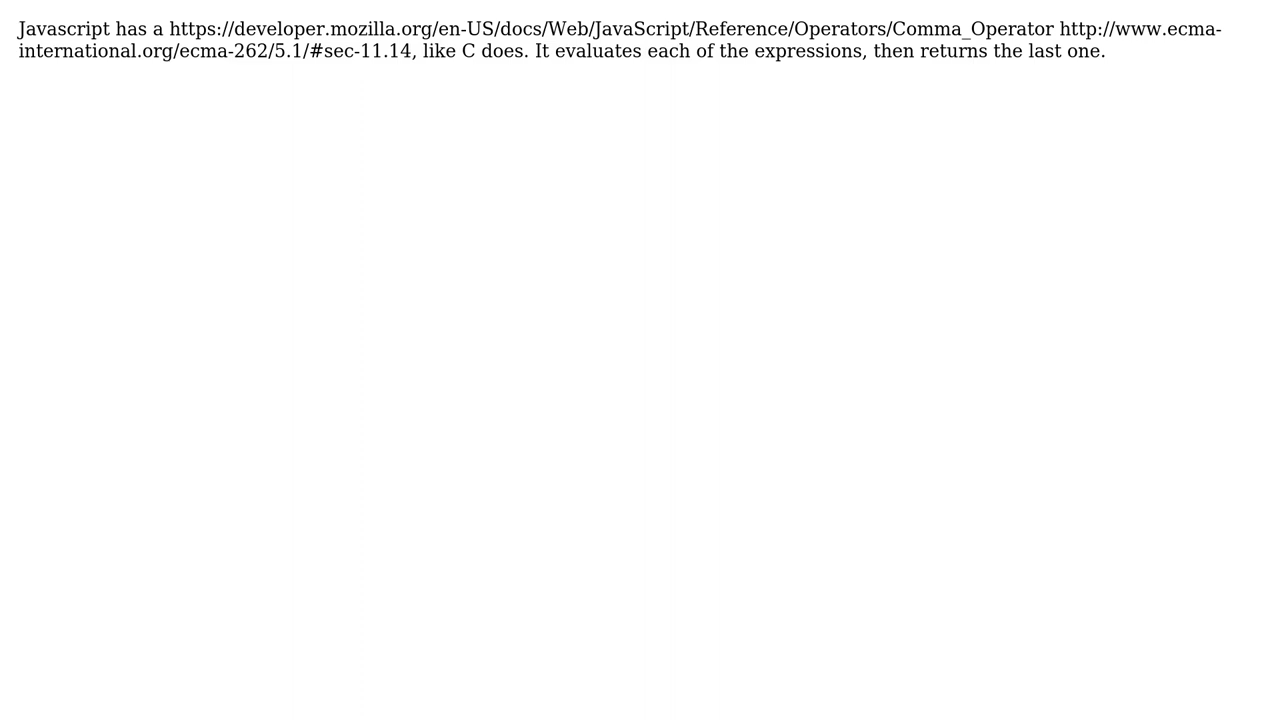 Javascript has a https://developer.mozilla.org/en-US/docs/Web/JavaScript/Reference/Operators/Comma_Operator http://www.ecma-
international.org/ecma-262/5.1/#sec-11.14, like C does. It evaluates each of the expressions, then returns the last one.